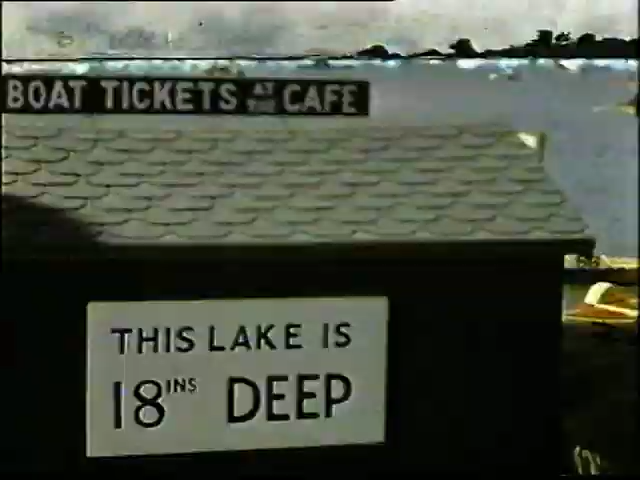 BOAT TICKETS AT THE CAFE
THIS LAKE IS
18INS DEEP